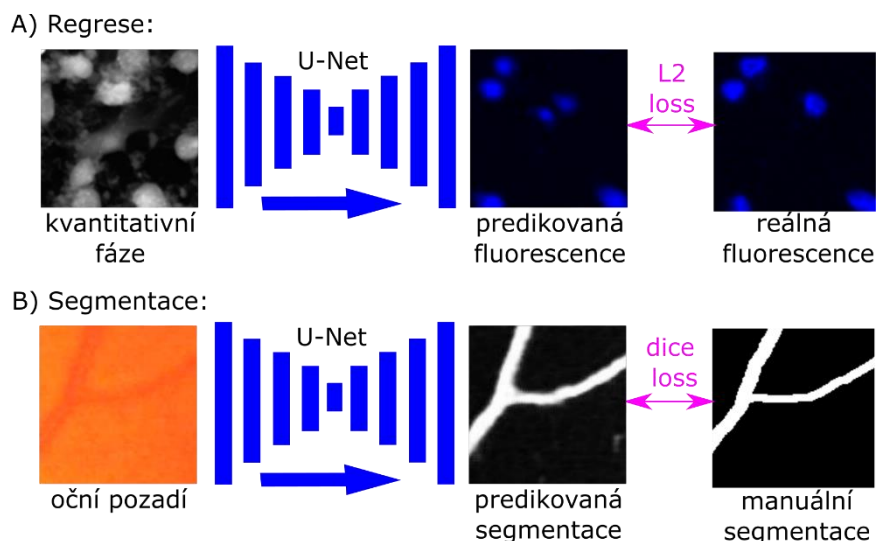 A) Regrese:
U-Net
L2
loss
kvantitativní
fáze
predikovaná
fluorescence
reálná
fluorescence
B) Segmentace:
U-Net
dice
loss
oční pozadí
predikovaná
segmentace
manuální
segmentace